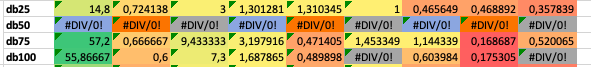 db25 14,8 0,724138 3 1,301281 1,310345 1 0,465649 0,468892 0,357839
db50 #DIV/0! #DIV/0! #DIV/0! #DIV/0! #DIV/0! #DIV/0! #DIV/0! #DIV/0! #DIV/0!
db75 57,2 0,666667 9,433333 3,197916 0,471405 1,453349 1,144339 0,168687 0,520065
db100 55,86667 0,6 7,3 1,687865 0,489898 #DIV/0! 0,603984 0,175305 #DIV/0!